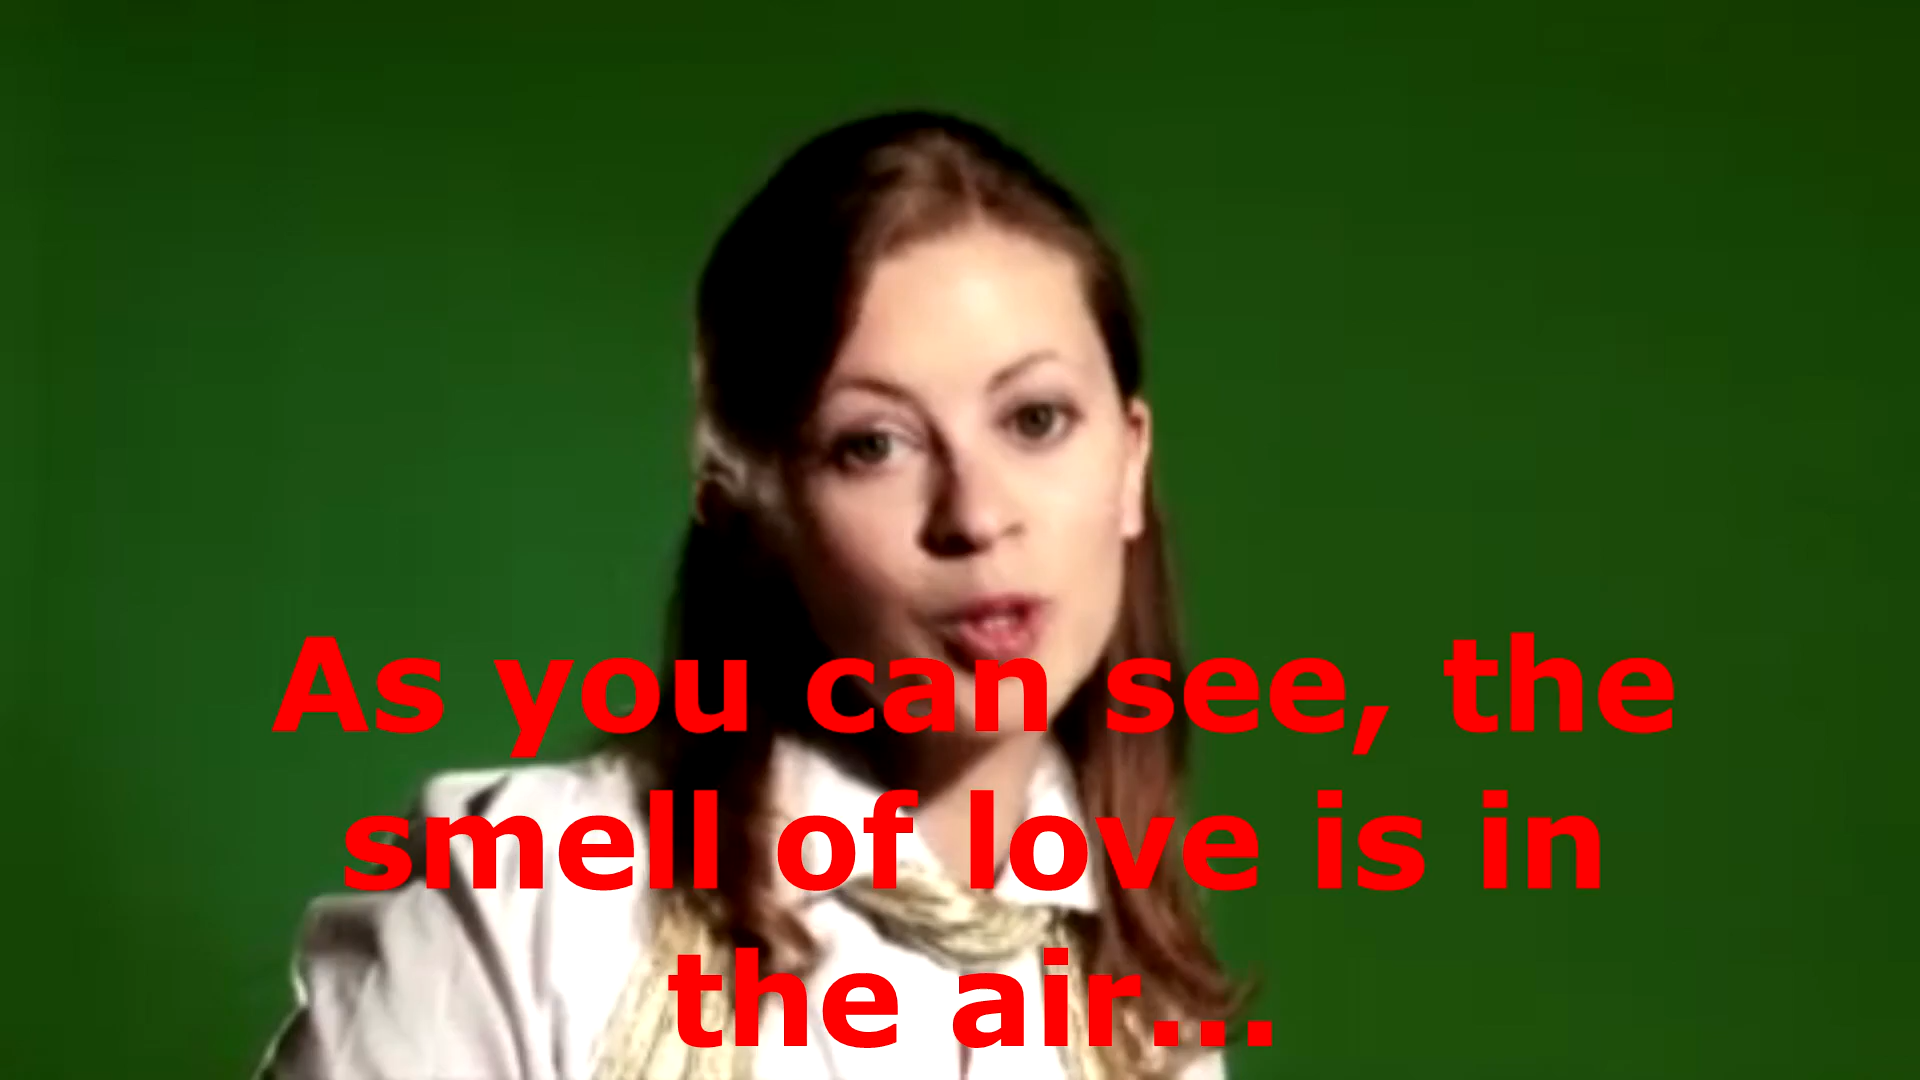 As you can see, the
smell of love is in
the air...